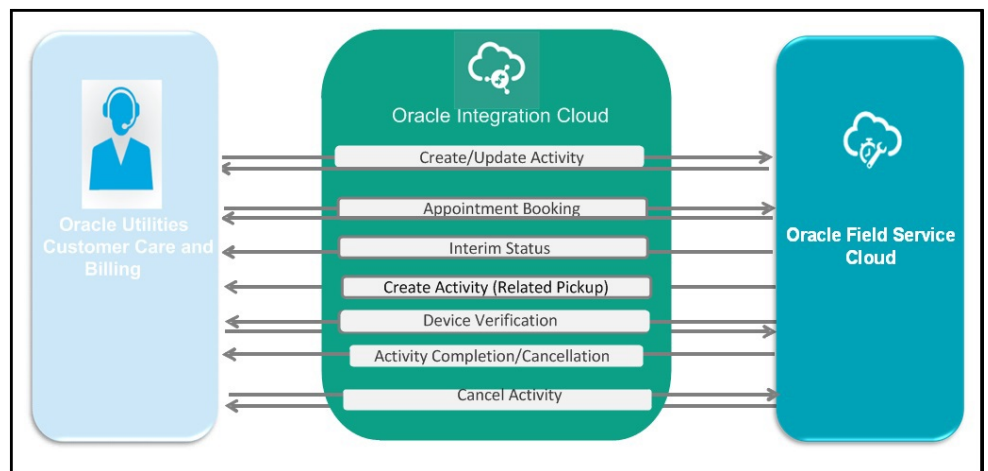 Oracle Integration Cloud
Create/Update Activity
Appointment Booking
Interim Status
Create Activity (Related Pickup)
Device Verification
Activity Completion/Cancellation
Cancel Activity
Oracle Utilities
Customer Care and
Billing
Oracle Field Service
Cloud